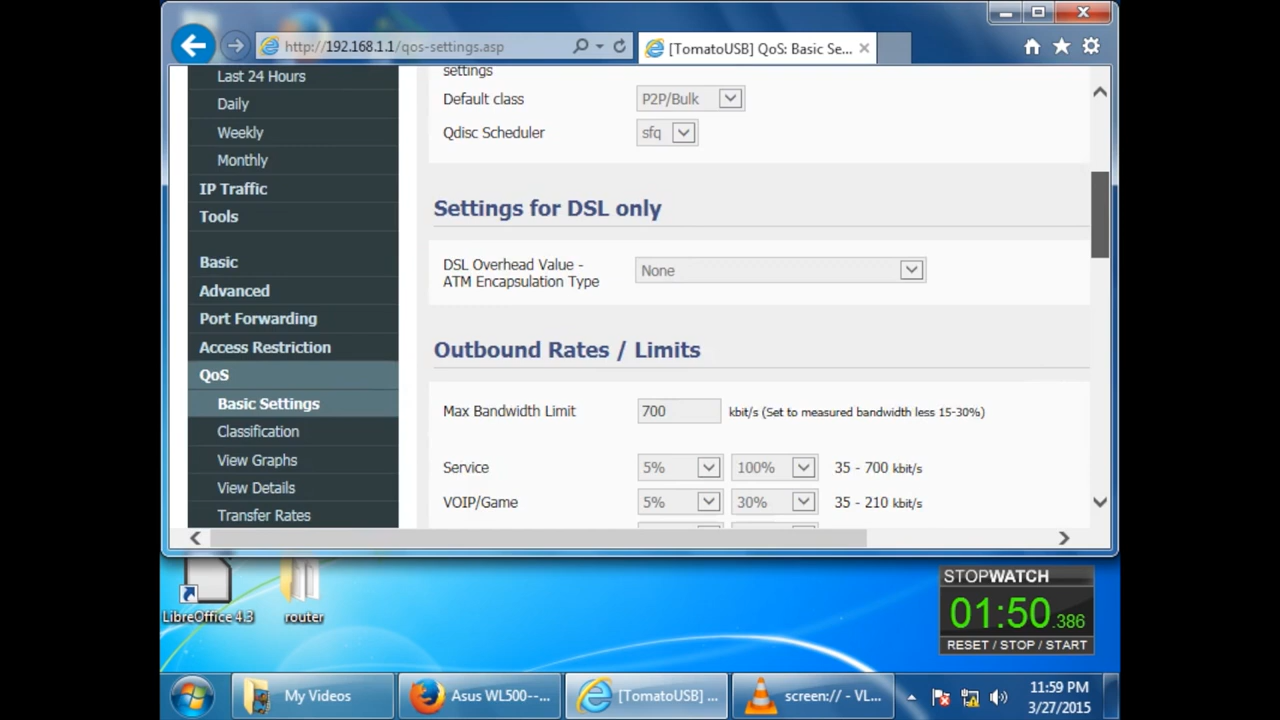 http://192.168.1.1/qos-settings.asp
[TomatoUSB] QoS: Basic Se...
Last 24 Hours
Daily
Weekly
Monthly
IP Traffic
Tools
Basic
Advanced
Port Forwarding
Access Restriction
QoS
Basic Settings
Classification
View Graphs
View Details
Transfer Rates
settings
Default class P2P/Bulk
Qdisc Scheduler sfq
Settings for DSL only
DSL Overhead Value -
ATM Encapsulation Type
None
Outbound Rates / Limits
Max Bandwidth Limit 700 kbit/s (Set to measured bandwidth less 15-30%)
Service 5% 100% 35 - 700 kbit/s
VOIP/Game 5% 30% 35 - 210 kbit/s
LibreOffice 4.3
router
STOPWATCH
01:50.386
RESET / STOP / START
My Videos
Asus WL500--...
[TomatoUSB] ...
screen:// - VL...
11:59 PM
3/27/2015